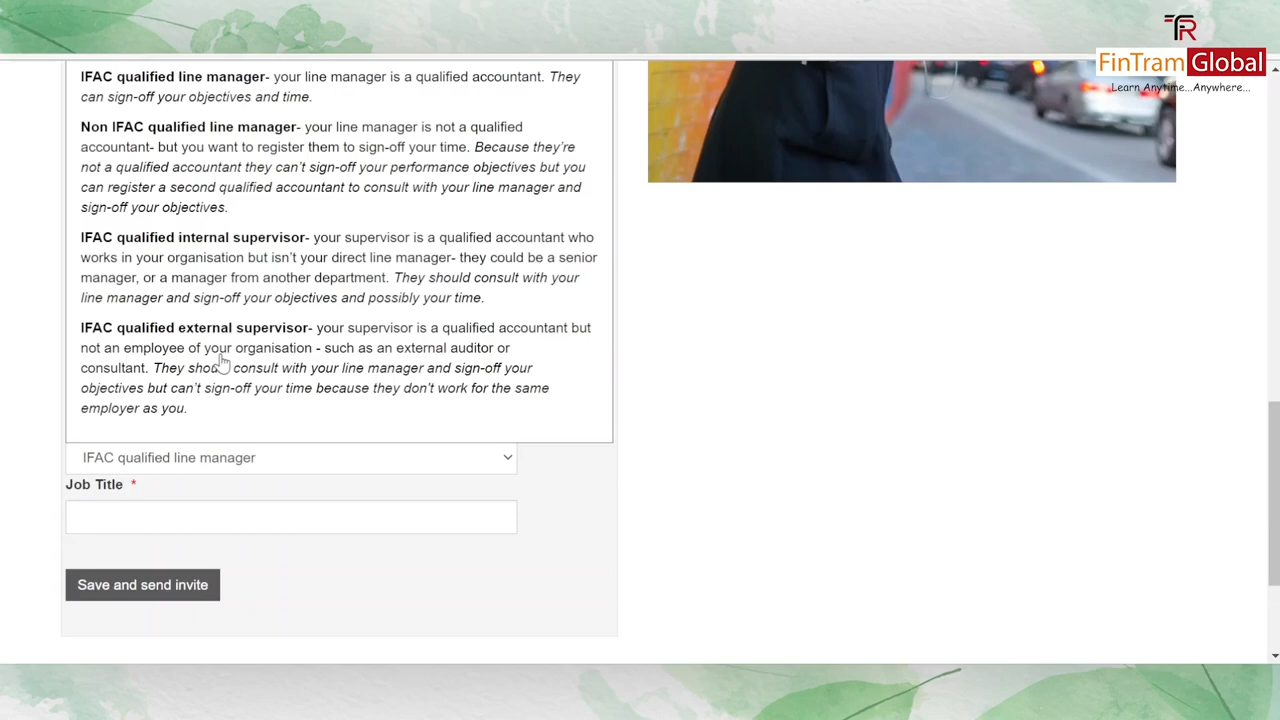 TR
FinTram Global
Learn Anytime...Anywhere...
IFAC qualified line manager- your line manager is a qualified accountant. They
can sign-off your objectives and time.
Non IFAC qualified line manager- your line manager is not a qualified
accountant- but you want to register them to sign-off your time. Because they're
not a qualified accountant they can't sign-off your performance objectives but you
can register a second qualified accountant to consult with your line manager and
sign-off your objectives.
IFAC qualified internal supervisor- your supervisor is a qualified accountant who
works in your organisation but isn't your direct line manager- they could be a senior
manager, or a manager from another department. They should consult with your
line manager and sign-off your objectives and possibly your time.
IFAC qualified external supervisor- your supervisor is a qualified accountant but
not an employee of your organisation - such as an external auditor or
consultant. They should consult with your line manager and sign-off your
objectives but can't sign-off your time because they don't work for the same
employer as you.
IFAC qualified line manager
Job Title *
Save and send invite